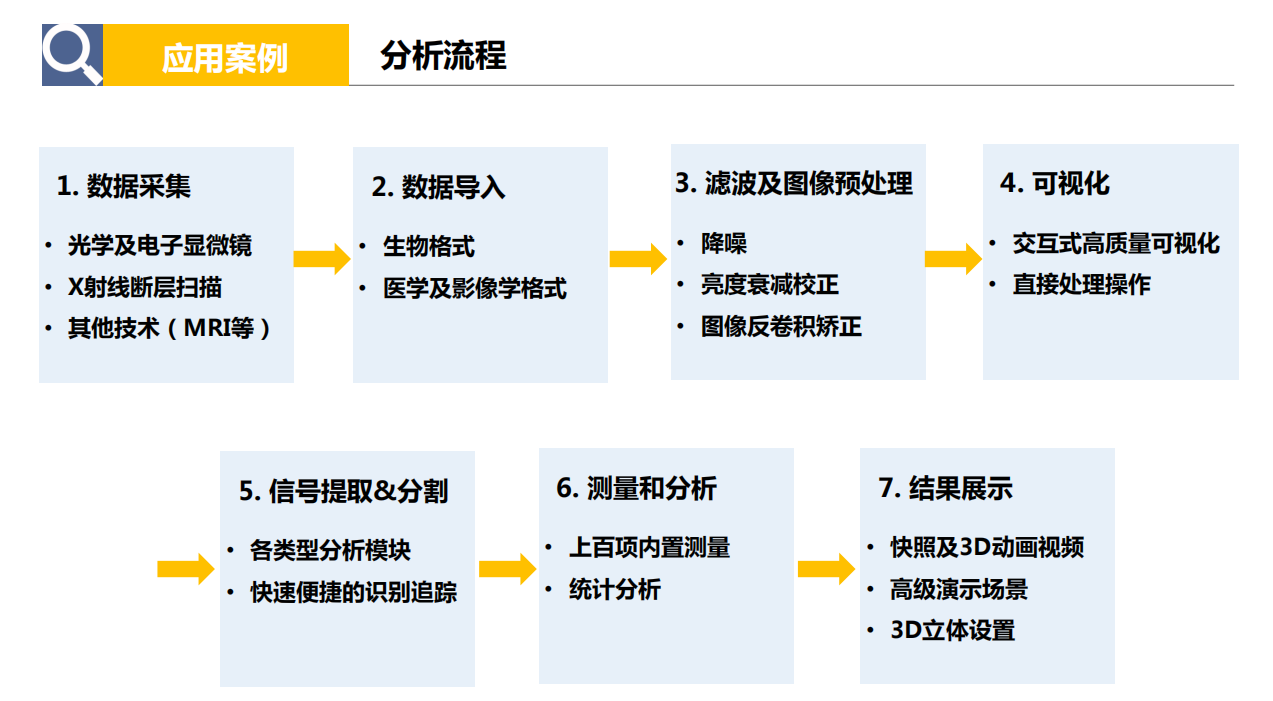 应用案例
分析流程
1. 数据采集
• 光学及电子显微镜
• X射线断层扫描
• 其他技术（MRI等）
2. 数据导入
• 生物格式
• 医学及影像学格式
3. 滤波及图像预处理
• 降噪
• 亮度衰减校正
• 图像反卷积矫正
4. 可视化
• 交互式高质量可视化
• 直接处理操作
5. 信号提取&分割
• 各类型分析模块
• 快速便捷的识别追踪
6. 测量和分析
• 上百项内置测量
• 统计分析
7. 结果展示
• 快照及3D动画视频
• 高级演示场景
• 3D立体设置